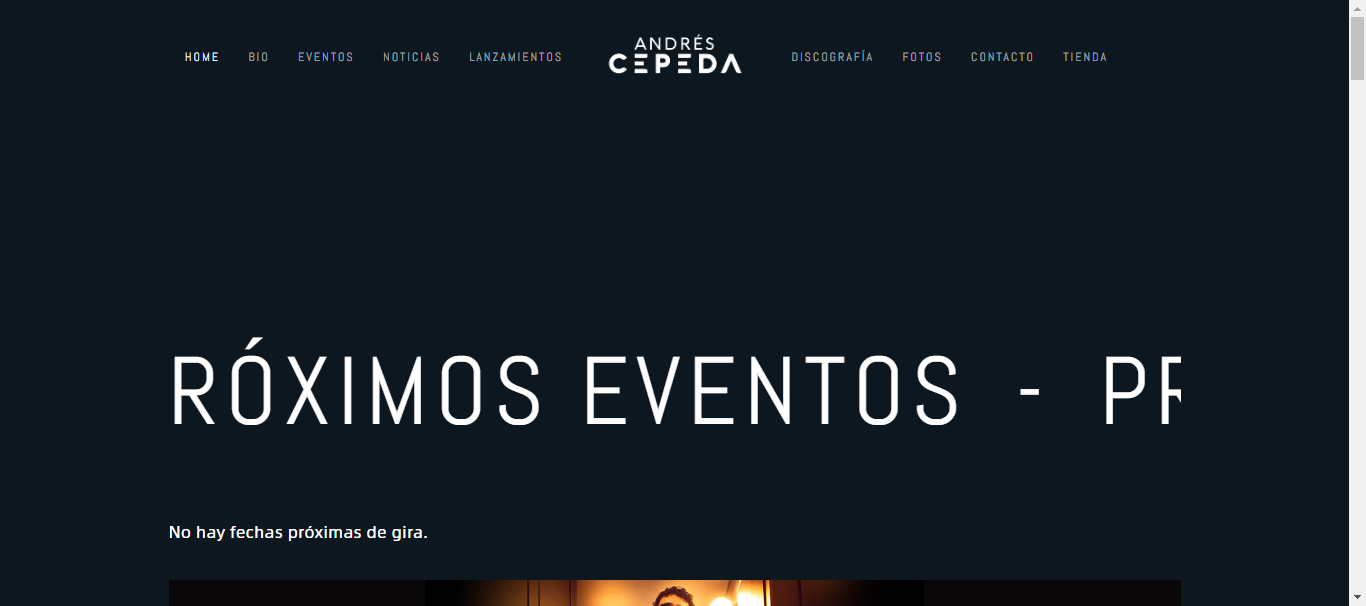 HOME BIO EVENTOS NOTICIAS LANZAMIENTOS ANDRÉS CEPEDA DISCOGRAFÍA FOTOS CONTACTO TIENDA
RÓXIMOS EVENTOS - PR
No hay fechas próximas de gira.